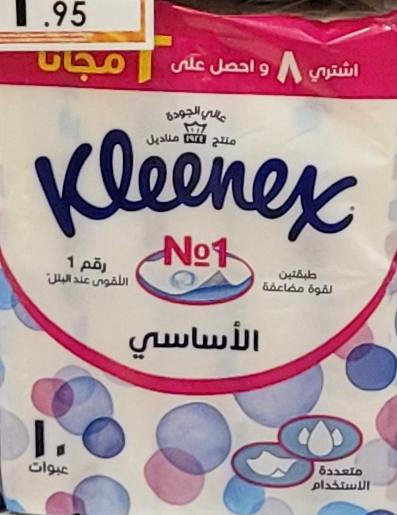 .95
اشتري ٨ و احصل على ٢ مجاناً
عالي الجودة
منتج مناديل
Kleenex
№1
رقم 1
الأقوى عند البلل
طبقتين
لقوة مضاعفة
الأساسي
١٠
عبوات
متعددة
الاستخدام